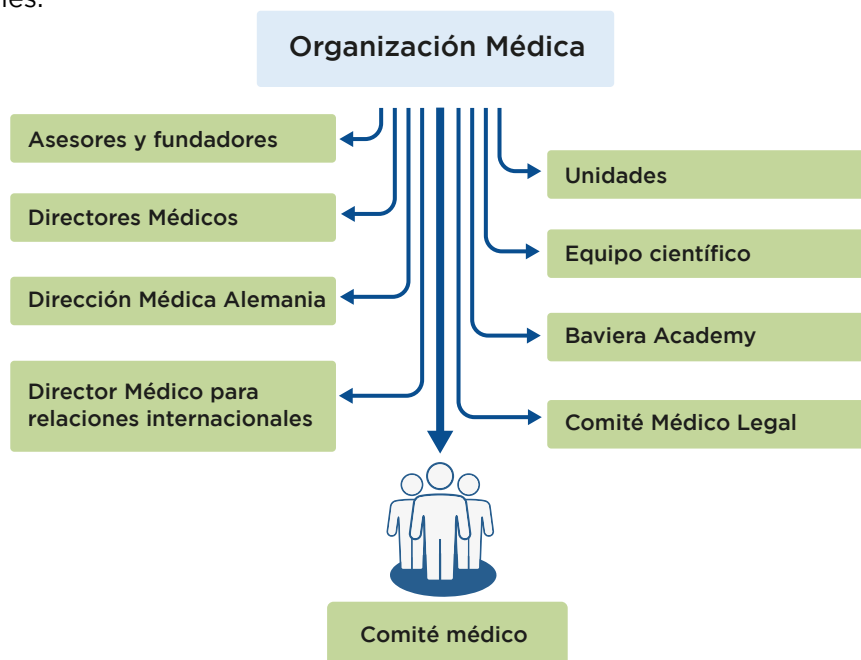 Organización Médica
Asesores y fundadores
Directores Médicos
Dirección Médica Alemania
Director Médico para
relaciones internacionales
Unidades
Equipo científico
Baviera Academy
Comité Médico Legal
Comité médico